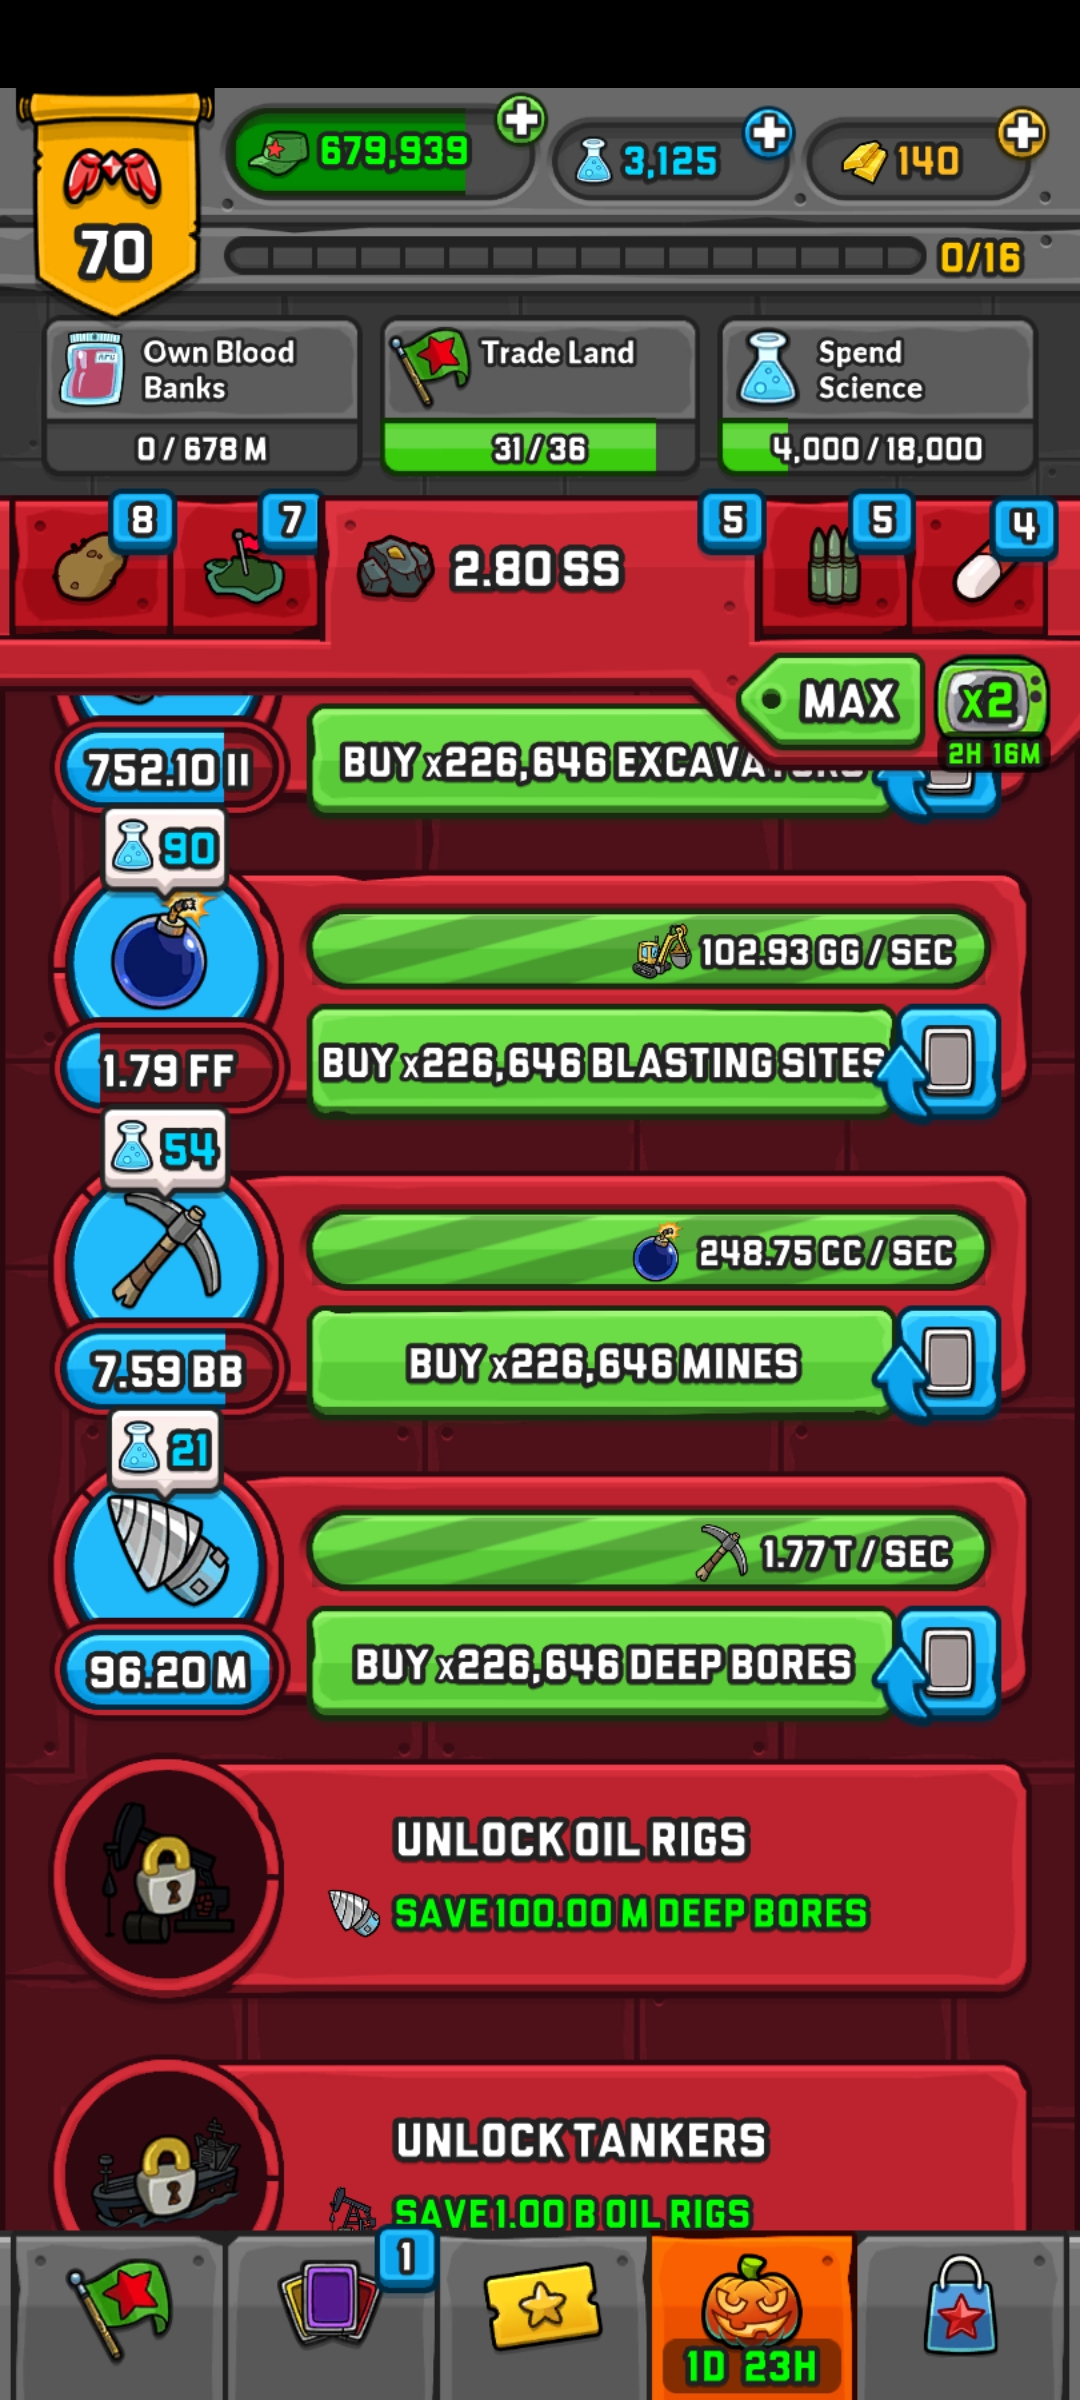 679,939
3,125
140
70
0/16
Own Blood Banks
0 / 678 M
Trade Land
31 / 36
Spend Science
4,000 / 18,000
8
7
2.80 SS
5
5
4
MAX
x2
2H 16M
752.10 II
BUY x226,646 EXCAVATORS
90
102.93 GG / SEC
1.79 FF
BUY x226,646 BLASTING SITES
54
248.75 CC / SEC
7.59 BB
BUY x226,646 MINES
21
1.77 T / SEC
96.20 M
BUY x226,646 DEEP BORES
UNLOCK OIL RIGS
SAVE 100.00 M DEEP BORES
UNLOCK TANKERS
SAVE 1.00 B OIL RIGS
1
1D 23H